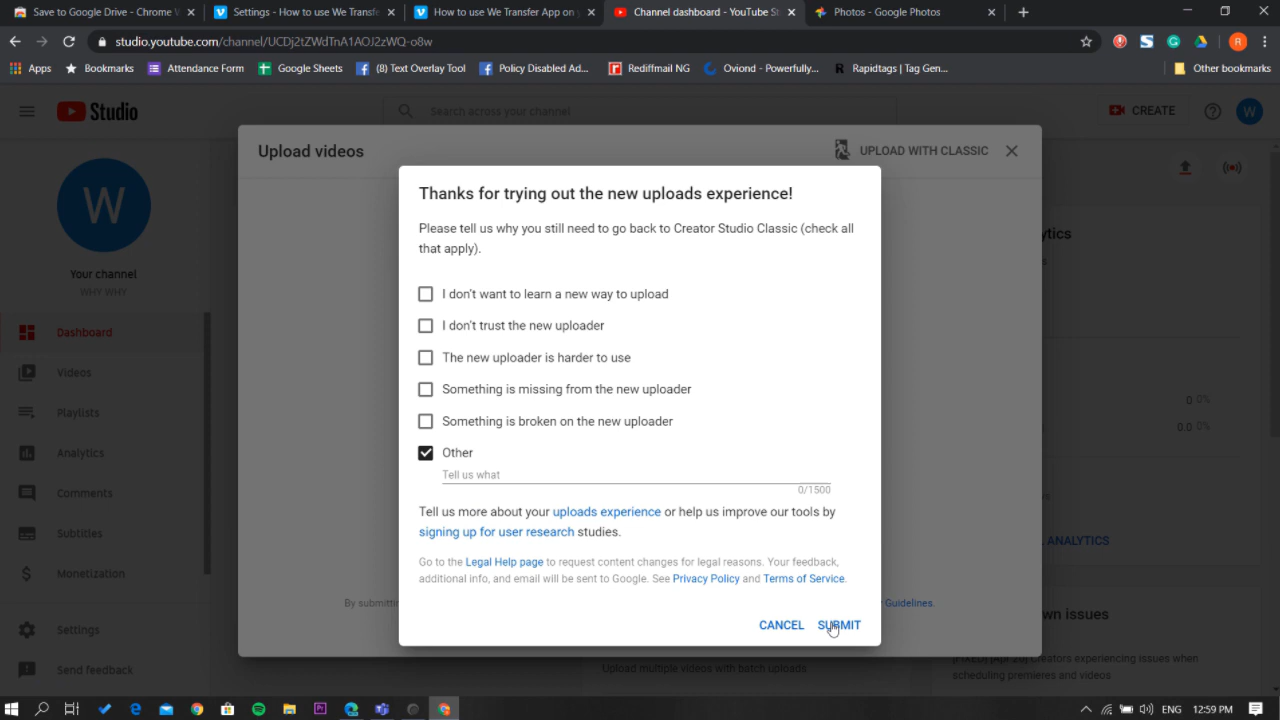 Save to Google Drive - Chrome W
Settings - How to use We Transfe
How to use We Transfer App on y
Channel dashboard - YouTube St
Photos - Google Photos
studio.youtube.com/channel/UCDj2tZWdTnA1AOJ2zWQ-o8w
R
Apps
Bookmarks
Attendance Form
Google Sheets
(8) Text Overlay Tool
Policy Disabled Ad...
Rediffmail NG
Oviond - Powerfully...
Rapidtags | Tag Gen...
Other bookmarks
Studio
Search across your channel
CREATE
W
Upload videos
UPLOAD WITH CLASSIC
W
Your channel
WHY WHY
Dashboard
Videos
Playlists
Analytics
Comments
Subtitles
Monetization
Settings
Send feedback
Thanks for trying out the new uploads experience!
Please tell us why you still need to go back to Creator Studio Classic (check all
that apply).
I don't want to learn a new way to upload
I don't trust the new uploader
The new uploader is harder to use
Something is missing from the new uploader
Something is broken on the new uploader
Other
Tell us what
0/1500
Tell us more about your uploads experience or help us improve our tools by
signing up for user research studies.
Go to the Legal Help page to request content changes for legal reasons. Your feedback,
additional info, and email will be sent to Google. See Privacy Policy and Terms of Service.
CANCEL
SUBMIT
By submittin
Guidelines.
Upload multiple videos with batch uploads
ytics
0 0%
0.0 0%
ANALYTICS
wn issues
[FIXED] [Apr 20] Creators experiencing issues when
scheduling premieres and videos
ENG
12:59 PM